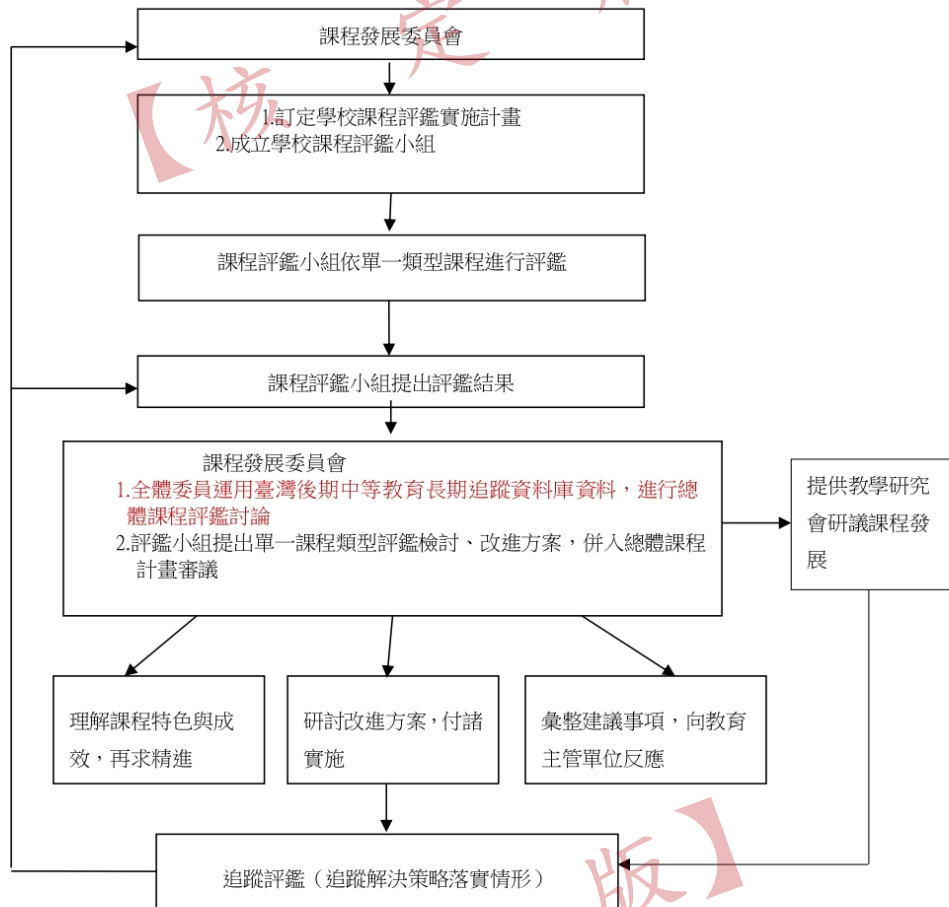 課程發展委員會
1.訂定學校課程評鑑實施計畫
2.成立學校課程評鑑小組
課程評鑑小組依單一類型課程進行評鑑
課程評鑑小組提出評鑑結果
課程發展委員會
1.全體委員運用臺灣後期中等教育長期追蹤資料庫資料，進行總
體課程評鑑討論
2.評鑑小組提出單一課程類型評鑑檢討、改進方案，併入總體課程
計畫審議
提供教學研究
會研議課程發
展
理解課程特色與成
效，再求精進
研討改進方案，付諸
實施
彙整建議事項，向教育
主管單位反應
追蹤評鑑（追蹤解決策略落實情形）
【核定
版】